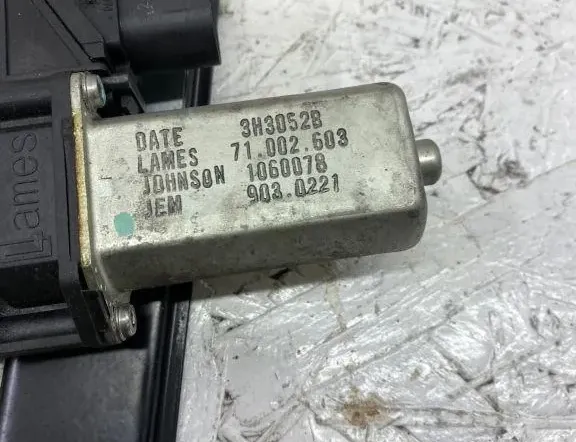 DATE 3H3052B
LAMES 71.002.603
JOHNSON 1060078
JEM 903.0221
Lames